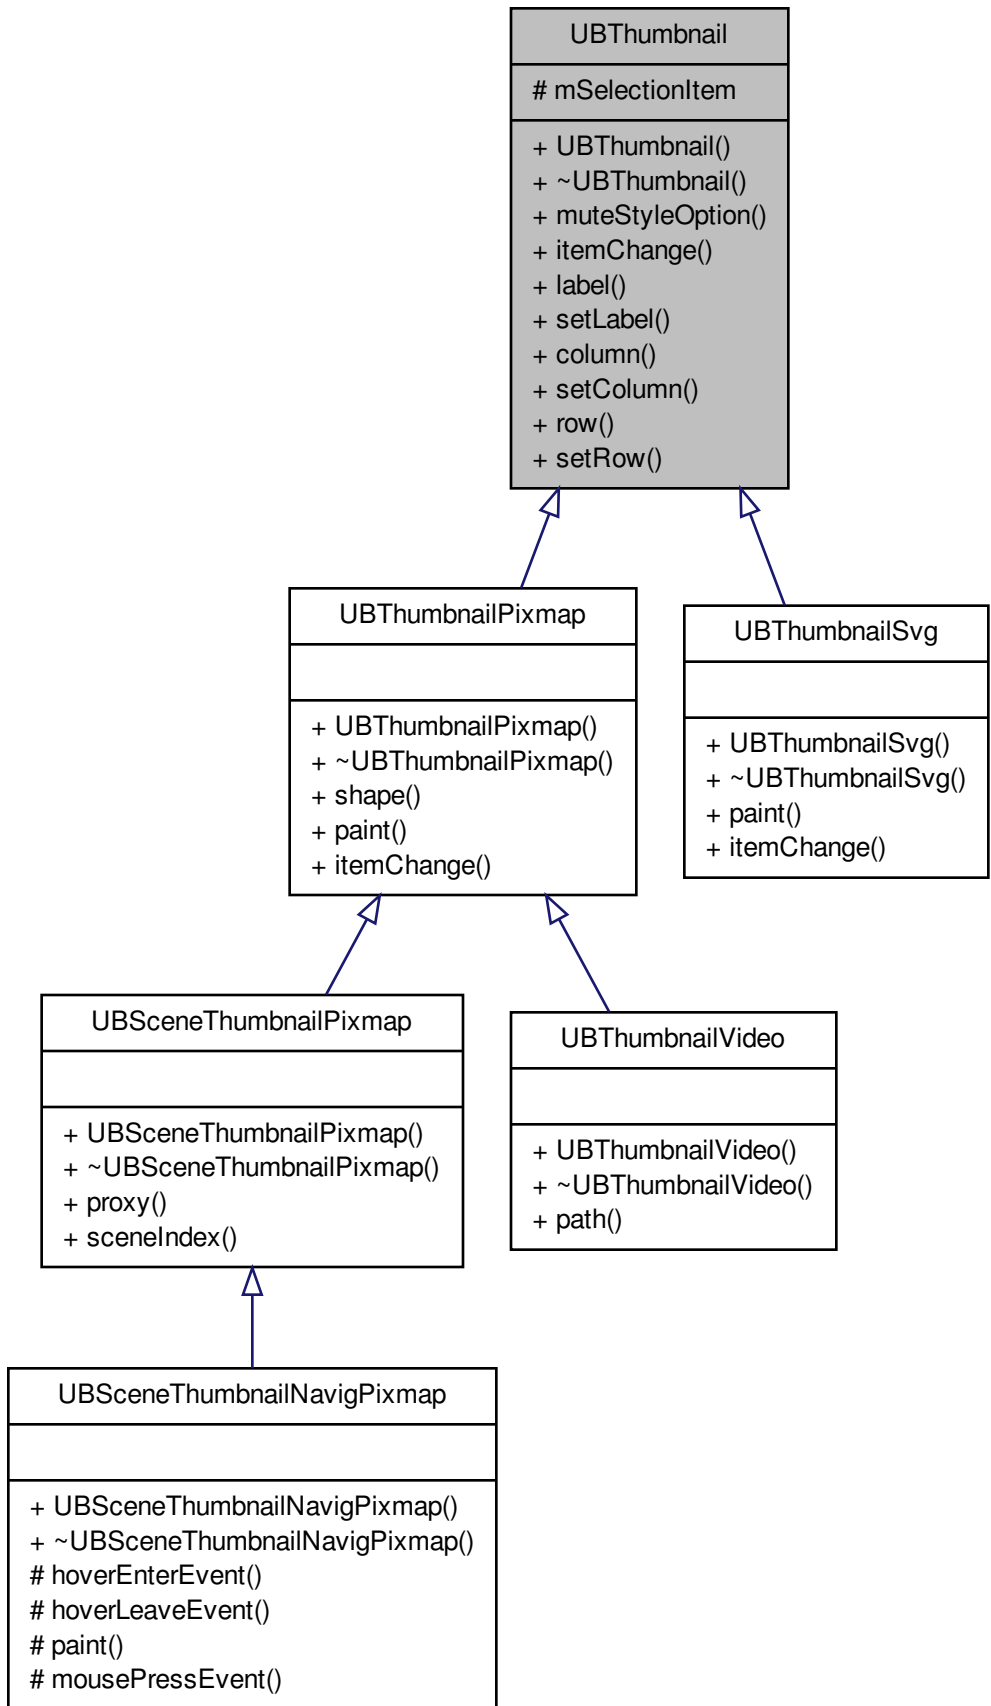 UBThumbnail
# mSelectionItem
+ UBThumbnail()
+ ~UBThumbnail()
+ muteStyleOption()
+ itemChange()
+ label()
+ setLabel()
+ column()
+ setColumn()
+ row()
+ setRow()
UBThumbnailPixmap
+ UBThumbnailPixmap()
+ ~UBThumbnailPixmap()
+ shape()
+ paint()
+ itemChange()
UBThumbnailSvg
+ UBThumbnailSvg()
+ ~UBThumbnailSvg()
+ paint()
+ itemChange()
UBSceneThumbnailPixmap
+ UBSceneThumbnailPixmap()
+ ~UBSceneThumbnailPixmap()
+ proxy()
+ sceneIndex()
UBThumbnailVideo
+ UBThumbnailVideo()
+ ~UBThumbnailVideo()
+ path()
UBSceneThumbnailNavigPixmap
+ UBSceneThumbnailNavigPixmap()
+ ~UBSceneThumbnailNavigPixmap()
# hoverEnterEvent()
# hoverLeaveEvent()
# paint()
# mousePressEvent()